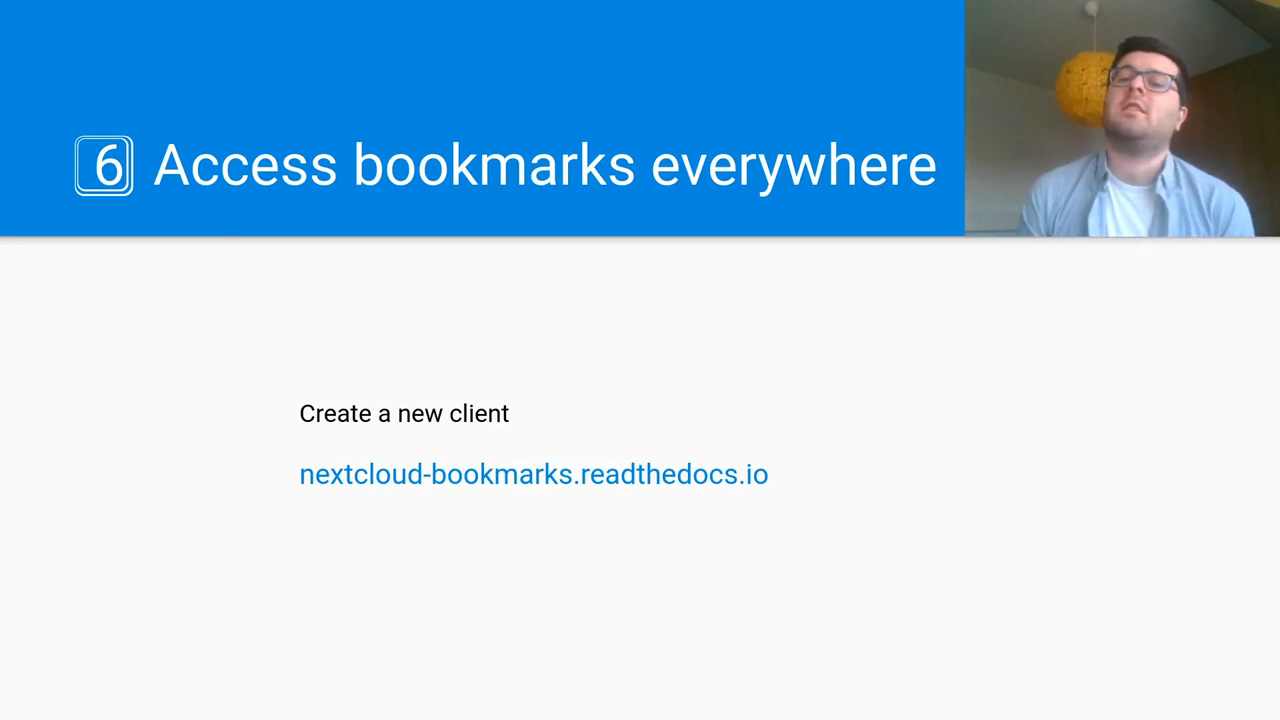 6 Access bookmarks everywhere
Create a new client
nextcloud-bookmarks.readthedocs.io